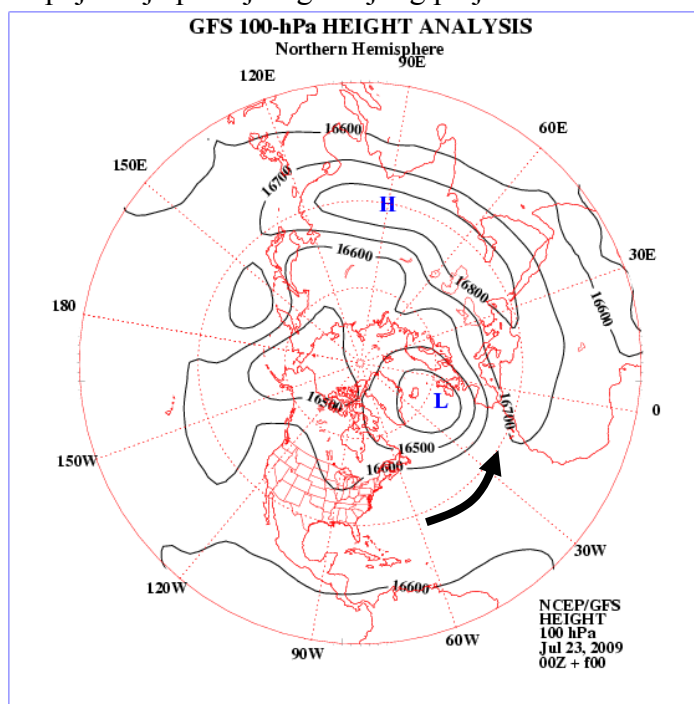 GFS 100-hPa HEIGHT ANALYSIS
Northern Hemisphere
90E
120E
60E
16600
150E
16700
H
30E
16600
16800
16600
180
L
0
16500
16700
16500
16600
150W
30W
120W
16600
60W
90W
NCEP/GFS
HEIGHT
100 hPa
Jul 23, 2009
00Z + f00